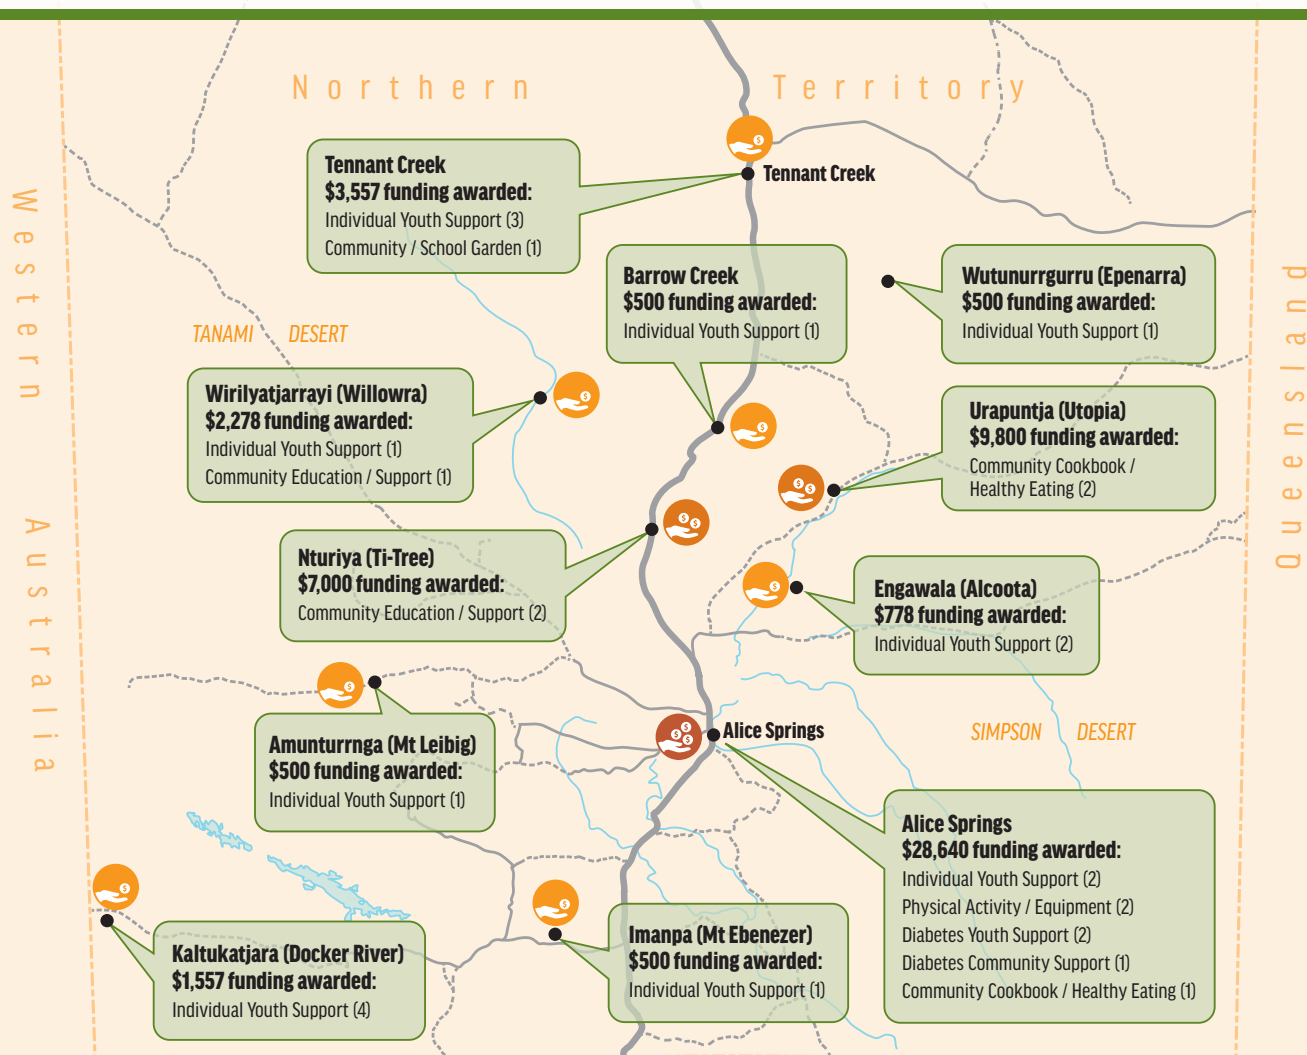 Northern Territory
Tennant Creek
$3,557 funding awarded:
Individual Youth Support (3)
Community / School Garden (1)
Tennant Creek
Western Australia
Barrow Creek
$500 funding awarded:
Individual Youth Support (1)
Wutunurrgurru (Epenarra)
$500 funding awarded:
Individual Youth Support (1)
Queensland
TANAMI DESERT
Wirilyatjarrayi (Willowra)
$2,278 funding awarded:
Individual Youth Support (1)
Community Education / Support (1)
Urapuntja (Utopia)
$9,800 funding awarded:
Community Cookbook /
Healthy Eating (2)
Nturiya (Ti-Tree)
$7,000 funding awarded:
Community Education / Support (2)
Engawala (Alcoota)
$778 funding awarded:
Individual Youth Support (2)
Amunturrnga (Mt Leibig)
$500 funding awarded:
Individual Youth Support (1)
Alice Springs
SIMPSON DESERT
Alice Springs
$28,640 funding awarded:
Individual Youth Support (2)
Physical Activity / Equipment (2)
Diabetes Youth Support (2)
Diabetes Community Support (1)
Community Cookbook / Healthy Eating (1)
Kaltukatjara (Docker River)
$1,557 funding awarded:
Individual Youth Support (4)
Imanpa (Mt Ebenezer)
$500 funding awarded:
Individual Youth Support (1)